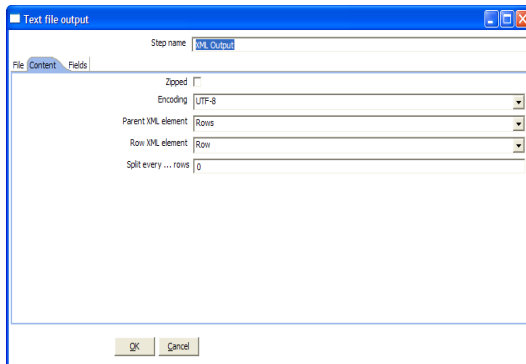 Text file output
Step name XML Output
File Content Fields
Zipped
Encoding UTF-8
Parent XML element Rows
Row XML element Row
Split every ... rows 0
OK Cancel